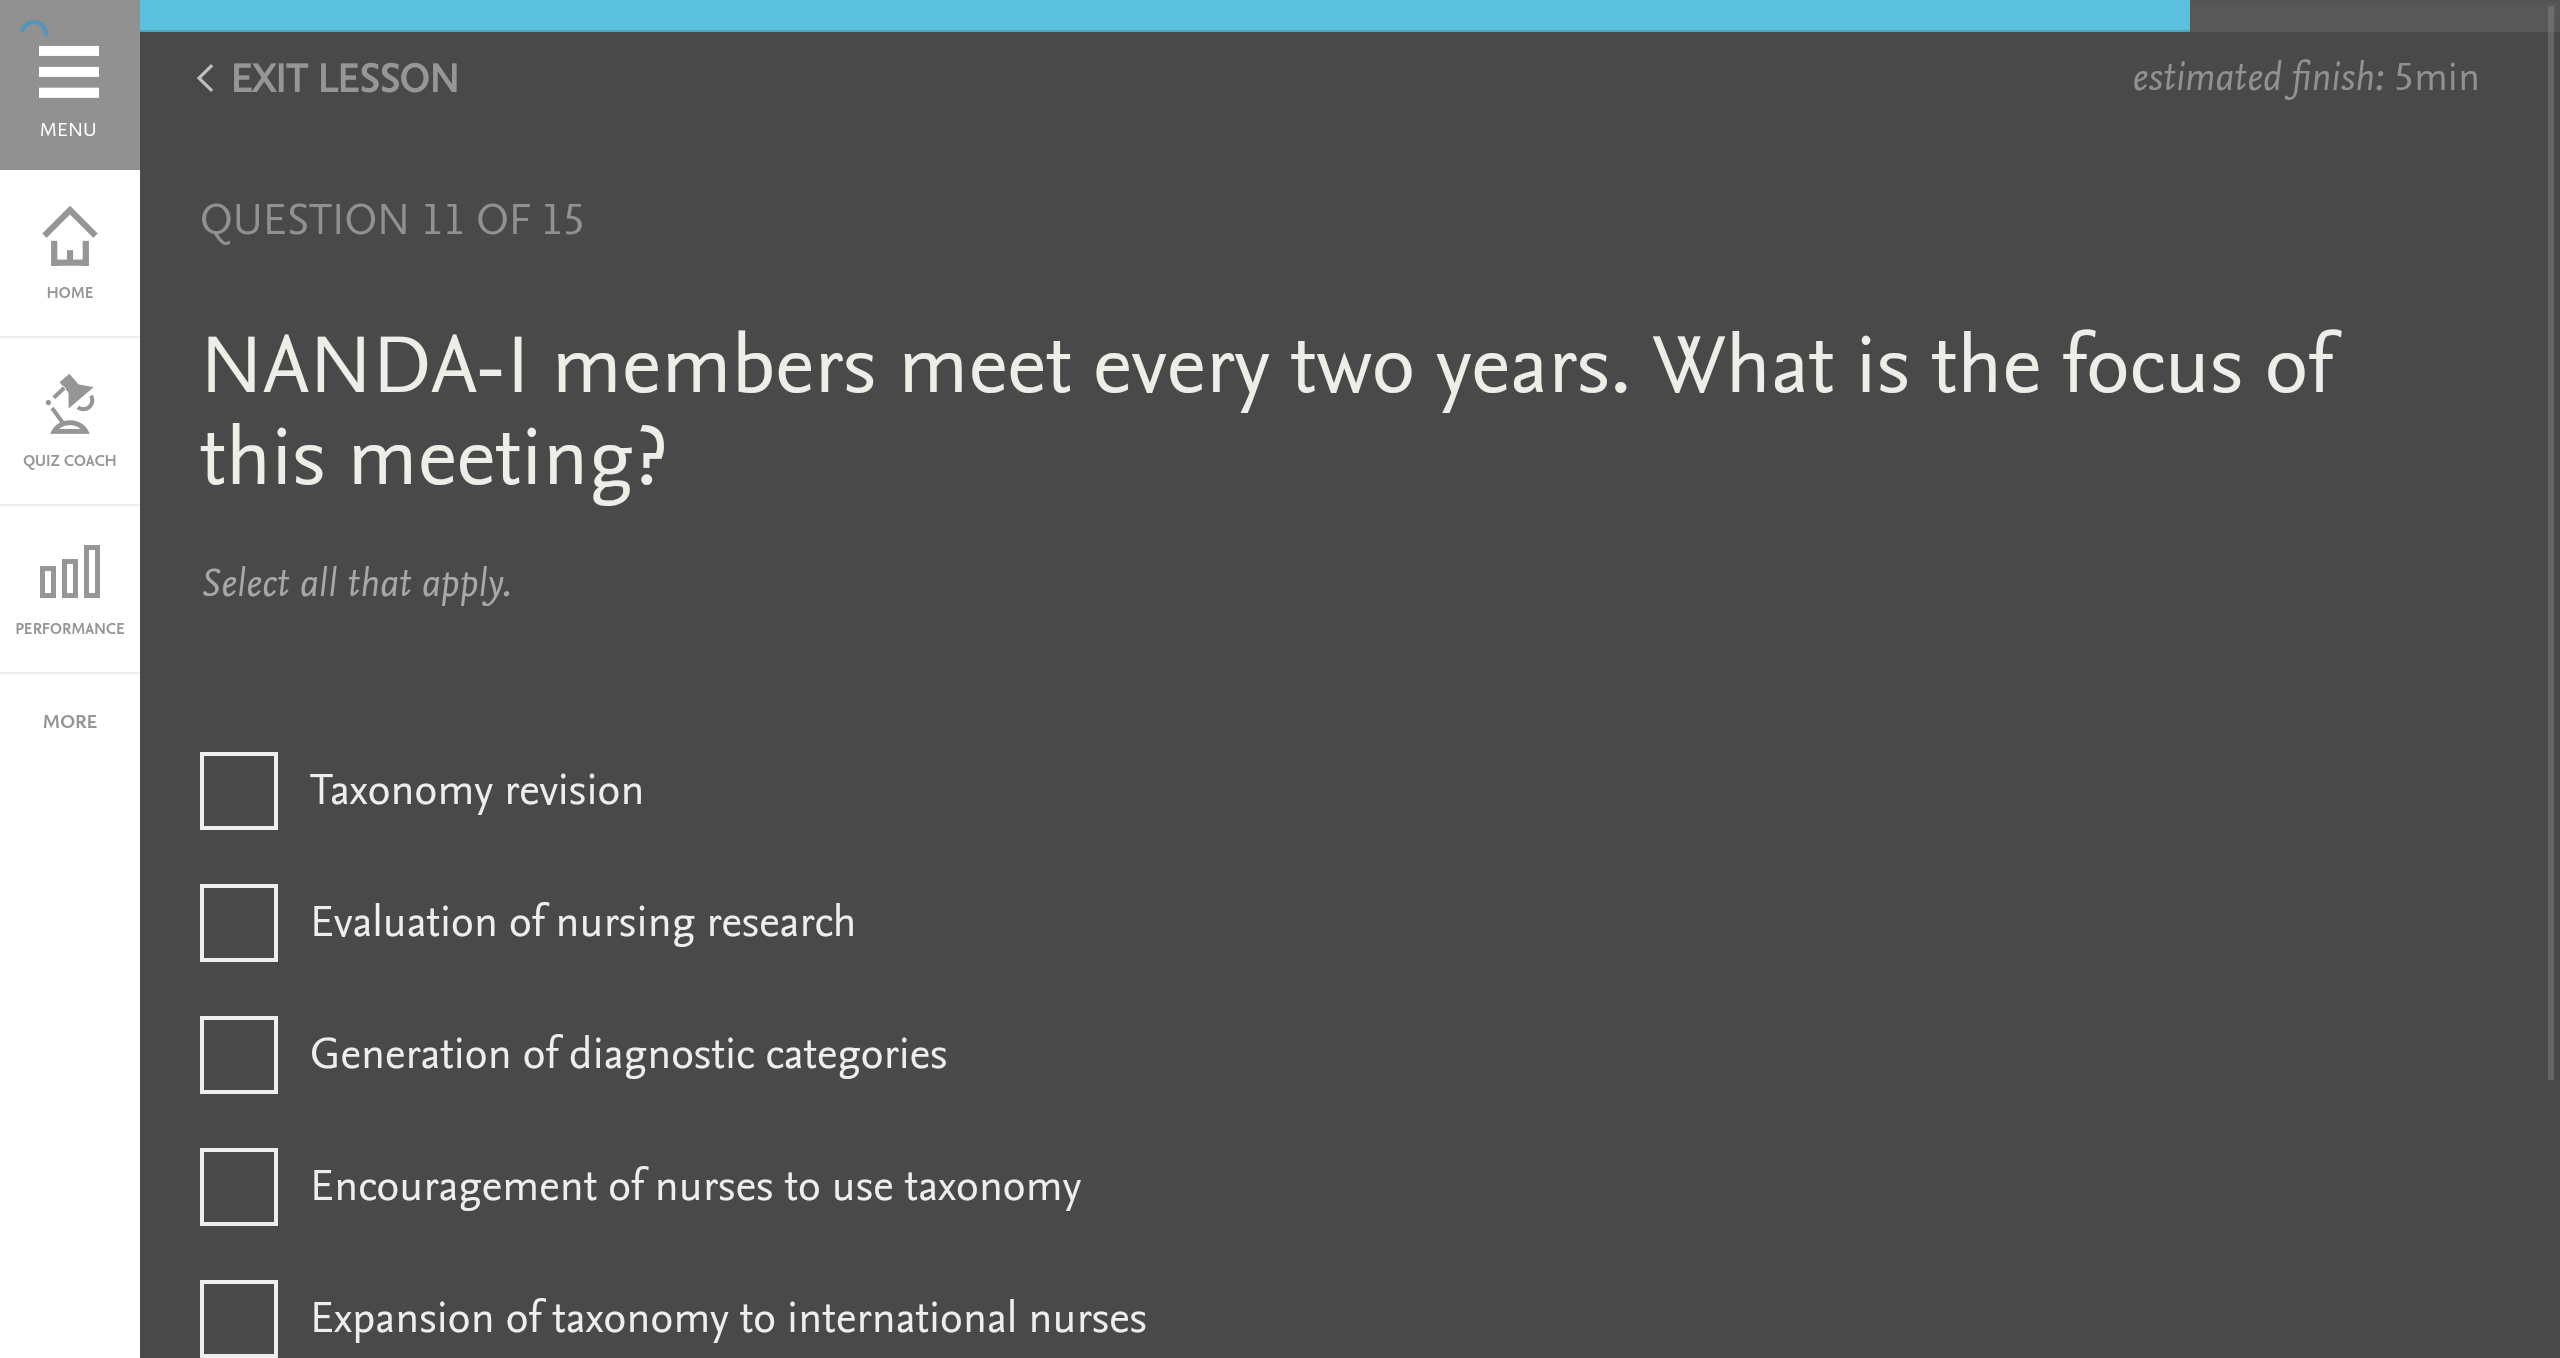 MENU
HOME
QUIZ COACH
PERFORMANCE
MORE
EXIT LESSON
estimated finish: 5min
QUESTION 11 OF 15
NANDA-I members meet every two years. What is the focus of
this meeting?
Select all that apply.
Taxonomy revision
Evaluation of nursing research
Generation of diagnostic categories
Encouragement of nurses to use taxonomy
Expansion of taxonomy to international nurses